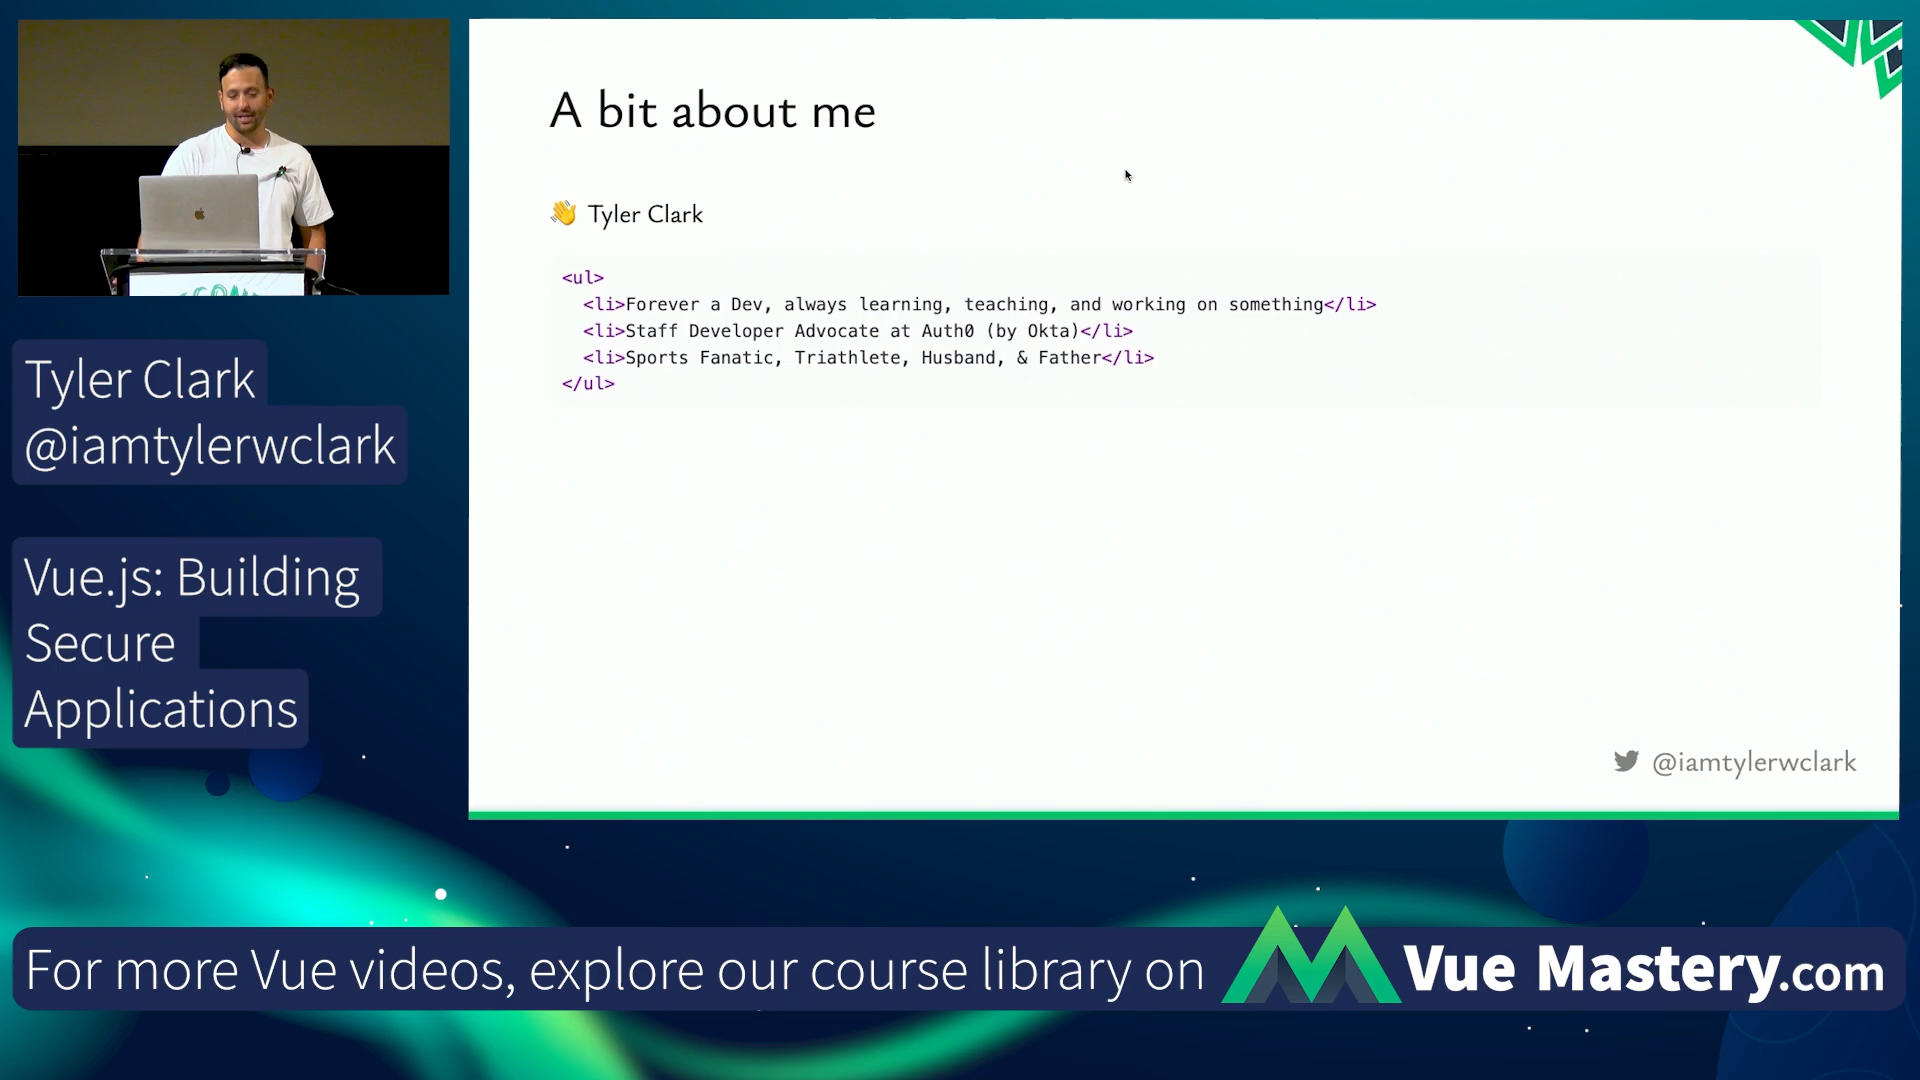 A bit about me
👋 Tyler Clark
<ul>
<li>Forever a Dev, always learning, teaching, and working on something</li>
<li>Staff Developer Advocate at Auth0 (by Okta)</li>
<li>Sports Fanatic, Triathlete, Husband, & Father</li>
</ul>
@iamtylerwclark
Tyler Clark
@iamtylerwclark
Vue.js: Building
Secure
Applications
For more Vue videos, explore our course library on Vue Mastery.com